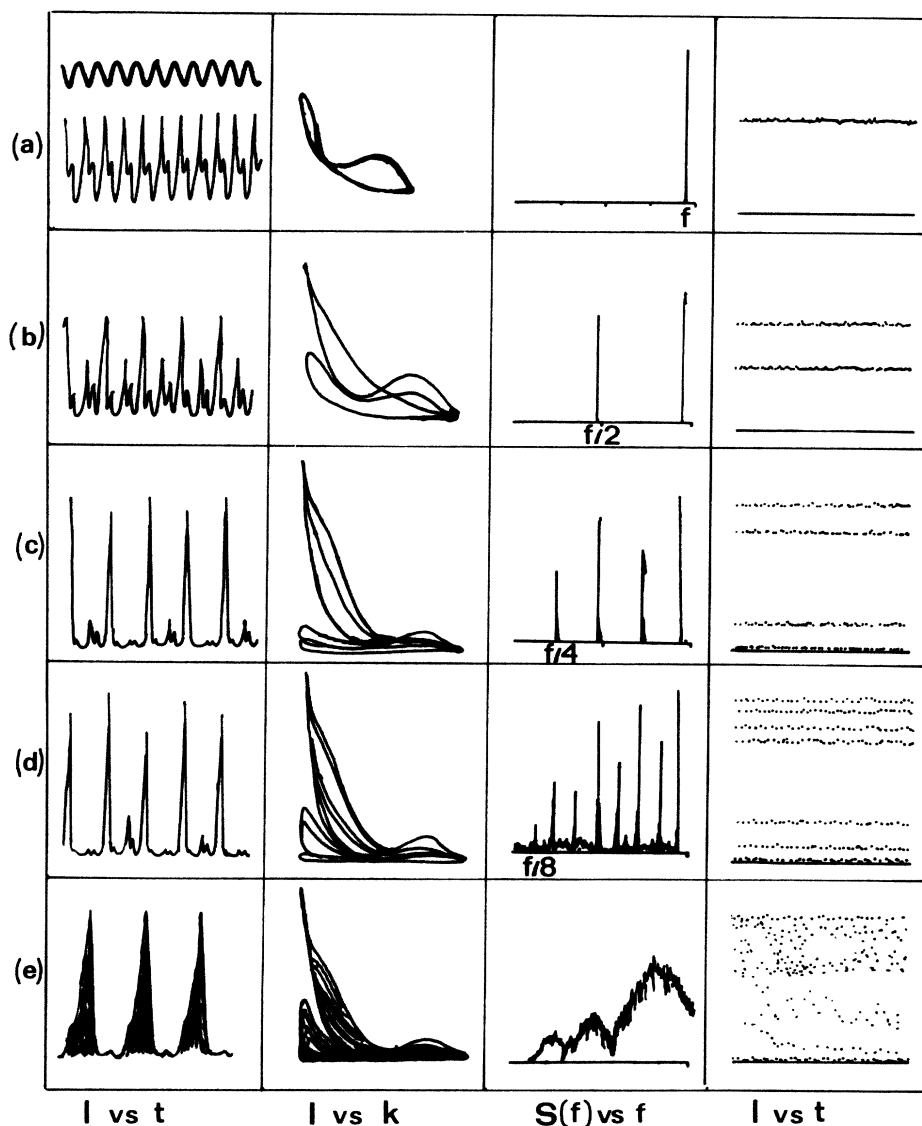 (a)
f
(b)
f/2
(c)
f/4
(d)
f/8
(e)
I vs t
I vs k
S(f) vs f
I vs t